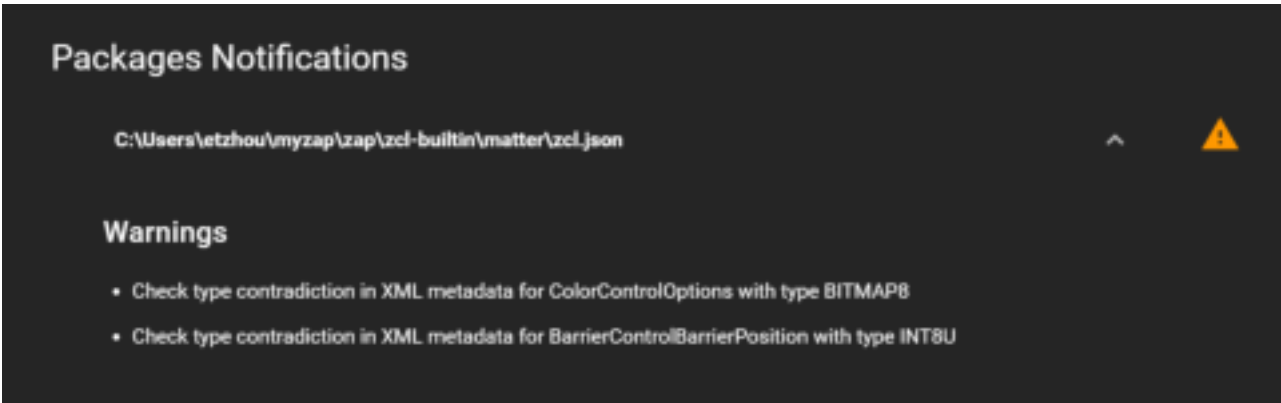 Packages Notifications
C:\Users\etzhou\myzap\zap\zcl-builtin\matter\zcl.json
Warnings
• Check type contradiction in XML metadata for ColorControlOptions with type BITMAP8
• Check type contradiction in XML metadata for BarrierControlBarrierPosition with type INT8U